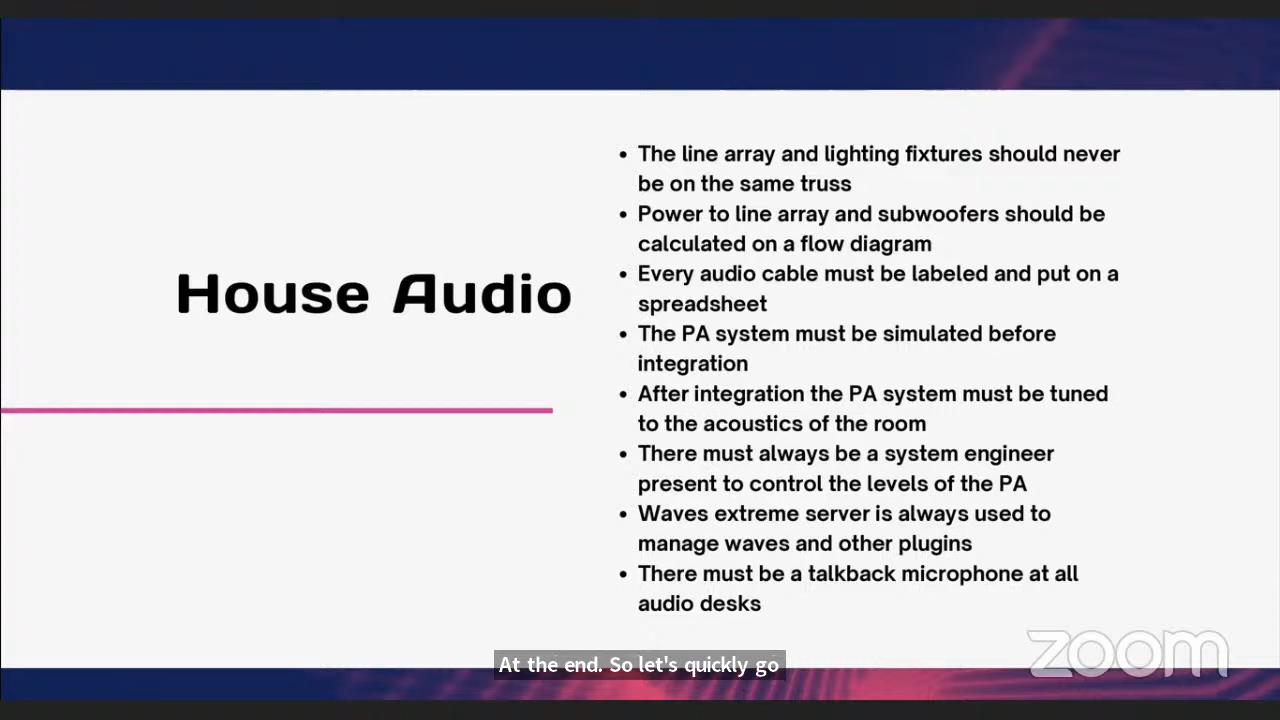 House Audio
• The line array and lighting fixtures should never
be on the same truss
• Power to line array and subwoofers should be
calculated on a flow diagram
• Every audio cable must be labeled and put on a
spreadsheet
• The PA system must be simulated before
integration
• After integration the PA system must be tuned
to the acoustics of the room
• There must always be a system engineer
present to control the levels of the PA
• Waves extreme server is always used to
manage waves and other plugins
• There must be a talkback microphone at all
audio desks
zoom
At the end. So let's quickly go